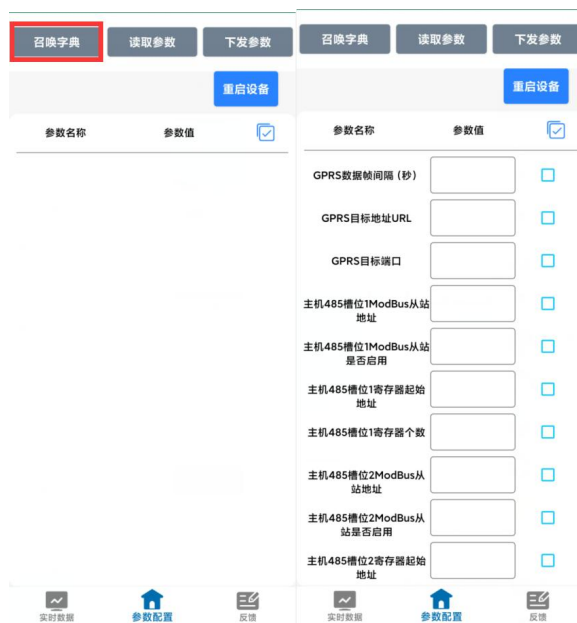 召唤字典
读取参数
下发参数
重启设备
参数名称
参数值
实时数据
参数配置
反馈
召唤字典
读取参数
下发参数
重启设备
参数名称
参数值
GPRS数据帧间隔 (秒)
GPRS目标地址URL
GPRS目标端口
主机485槽位1ModBus从站
地址
主机485槽位1ModBus从站
是否启用
主机485槽位1寄存器起始
地址
主机485槽位1寄存器个数
主机485槽位2ModBus从
站地址
主机485槽位2ModBus从
站是否启用
主机485槽位2寄存器起始
地址
实时数据
参数配置
反馈